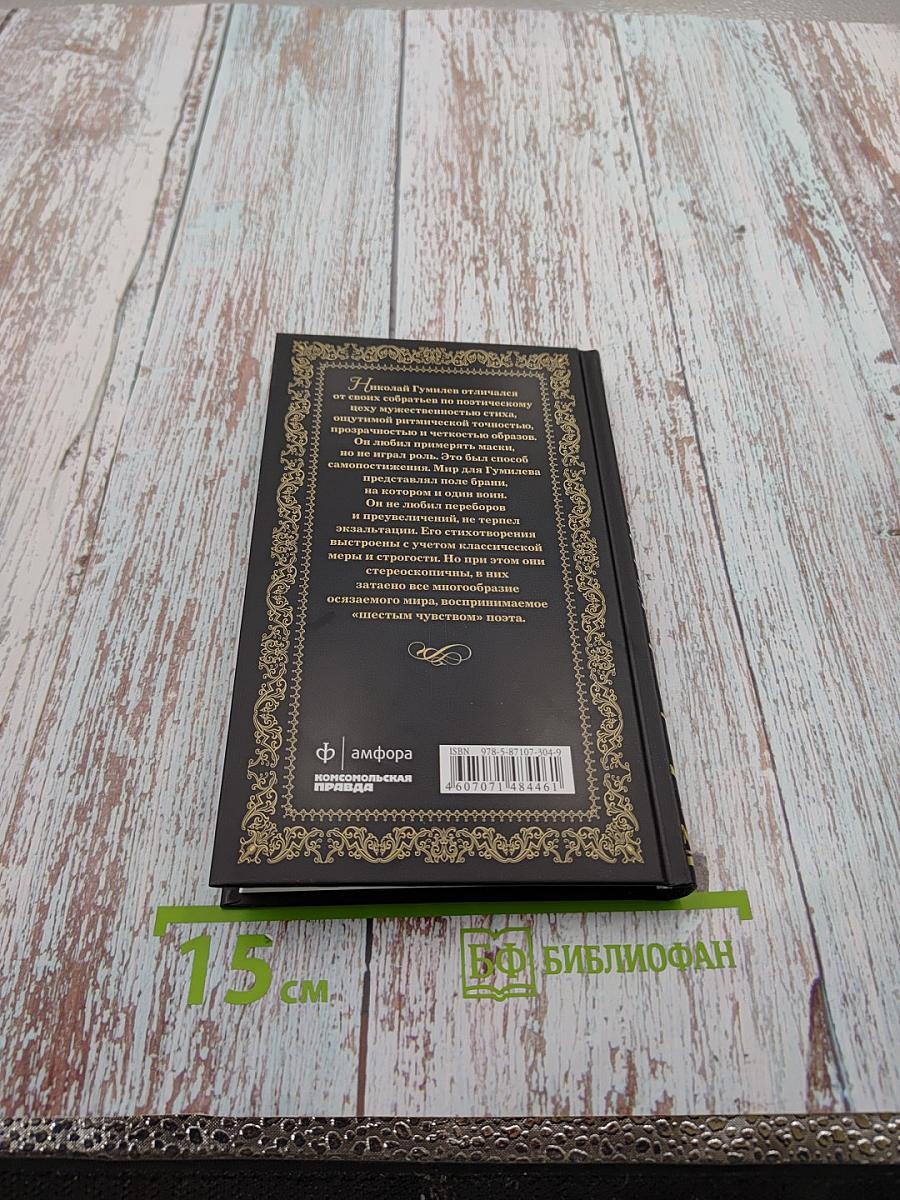 Николай Гумилев отличался
от своих собратьев по поэтическому
цеху мужественностью стиха,
ощутимой ритмической точностью,
прозрачностью и четкостью образов.
Он любил примерять маски,
но не играл роль. Это был способ
самопостижения. Мир для Гумилева
представлял поле брани,
на котором и один воин.
Он не любил переборов
и преувеличений, не терпел
экзальтации. Его стихотворения
выстроены с учетом классической
меры и строгости. Но при этом они
стереоскопичны, в них
затаено все многообразие
осязаемого мира, воспринимаемое
«шестым чувством» поэта.
ф | амфора
КОМСОМОЛЬСКАЯ
ПРАВДА
ISBN 978-5-87107-304-9
4 607071 484461
15 см
БФ БИБЛИОФАН